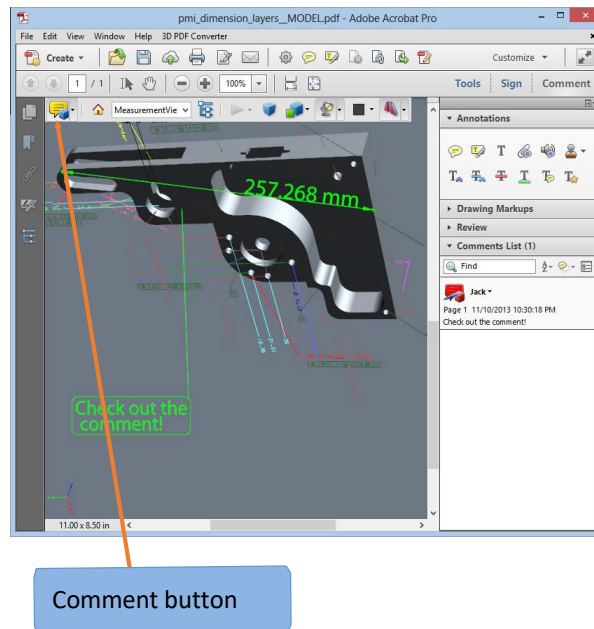 pmi_dimension_layers__MODEL.pdf - Adobe Acrobat Pro
File Edit View Window Help 3D PDF Converter
Create
Customize
1 / 1
100%
Tools Sign Comment
MeasurementVie
Annotations
257.268 mm
Drawing Markups
Review
Comments List (1)
Find
Jack
Page 1 11/10/2013 10:30:18 PM
Check out the comment!
Check out the
comment!
11.00 x 8.50 in
Comment button